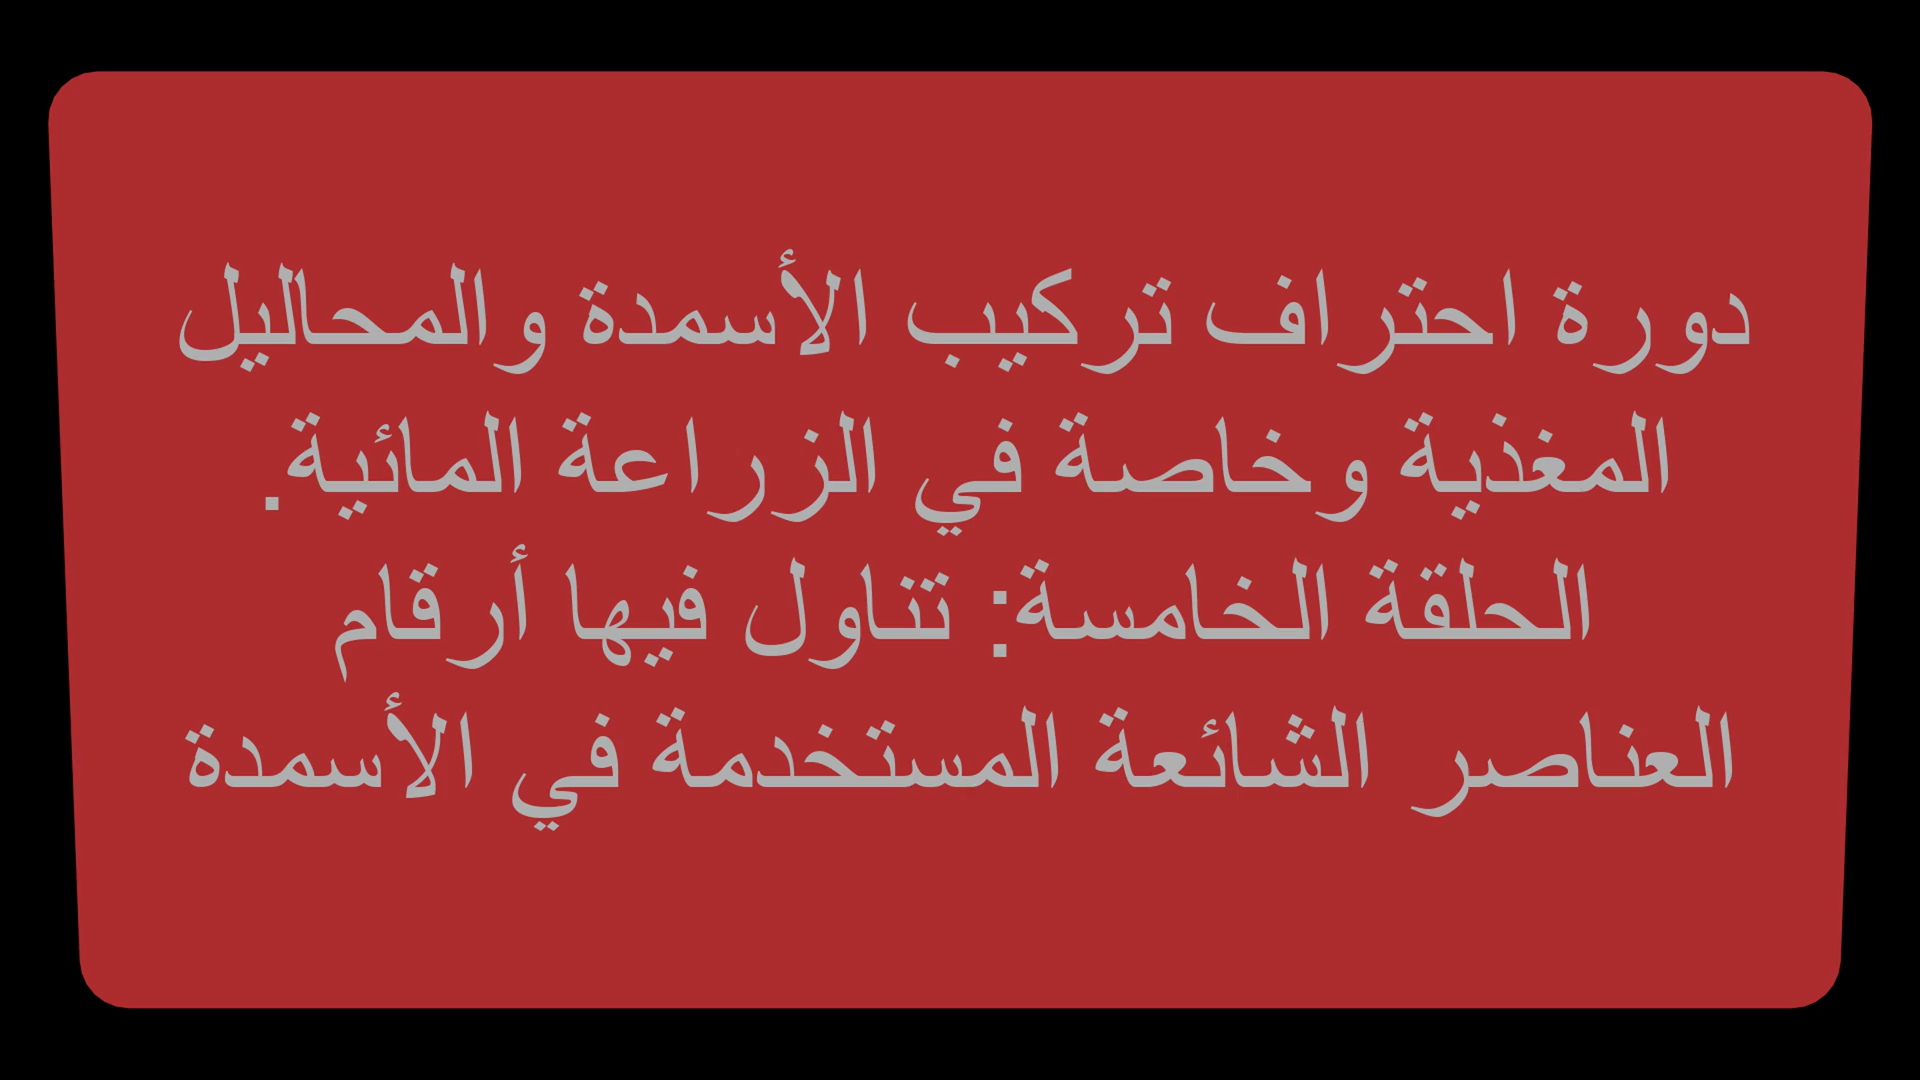 دورة احتراف تركيب الأسمدة والمحاليل
المغذية وخاصة في الزراعة المائية.
الحلقة الخامسة: تناول فيها أرقام
العناصر الشائعة المستخدمة في الأسمدة